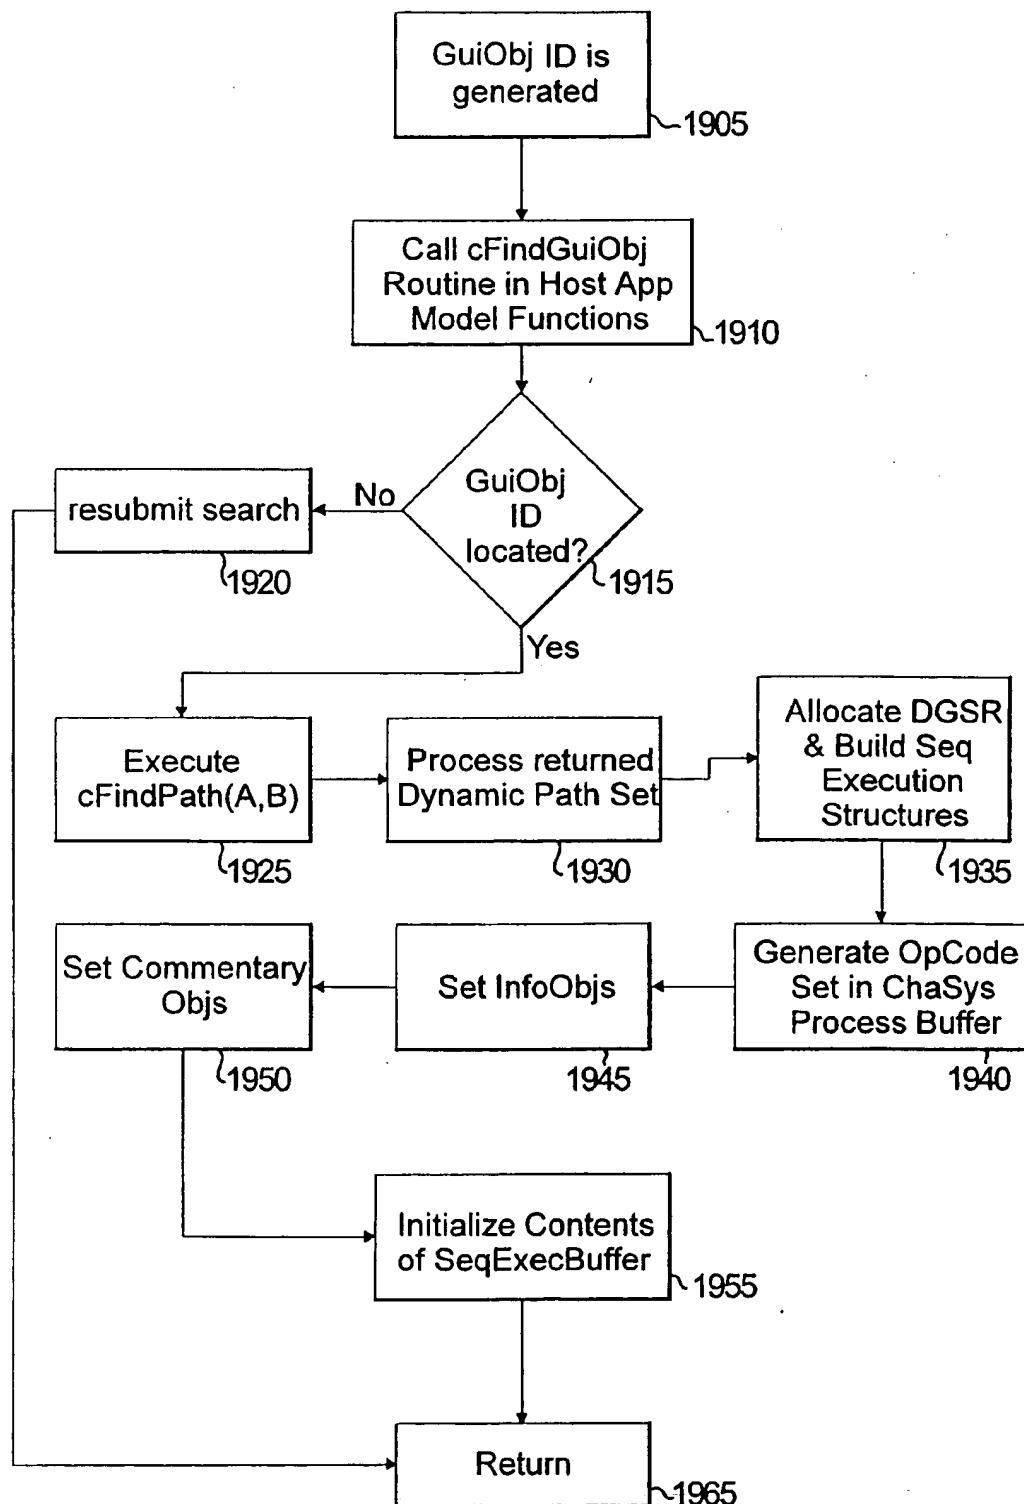 GuiObj ID is
generated
1905
Call cFindGuiObj
Routine in Host App
Model Functions
1910
GuiObj
ID
located?
1915
No
resubmit search
1920
Yes
Execute
cFindPath(A,B)
1925
Process returned
Dynamic Path Set
1930
Allocate DGSR
& Build Seq
Execution
Structures
1935
Generate OpCode
Set in ChaSys
Process Buffer
1940
Set InfoObjs
1945
Set Commentary
Objs
1950
Initialize Contents
of SeqExecBuffer
1955
Return
1965